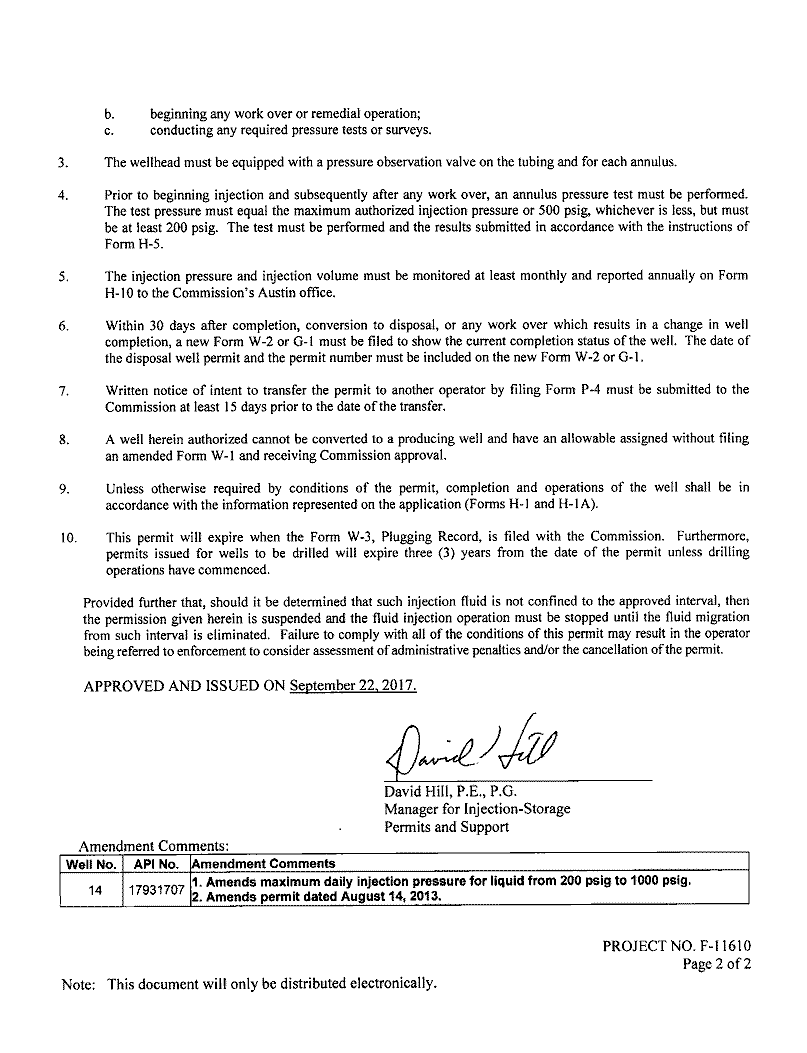 b. beginning any work over or remedial operation;
c. conducting any required pressure tests or surveys.
3. The wellhead must be equipped with a pressure observation valve on the tubing and for each annulus.
4. Prior to beginning injection and subsequently after any work over, an annulus pressure test must be performed.
The test pressure must equal the maximum authorized injection pressure or 500 psig, whichever is less, but must
be at least 200 psig. The test must be performed and the results submitted in accordance with the instructions of
Form H-5.
5. The injection pressure and injection volume must be monitored at least monthly and reported annually on Form
H-10 to the Commission's Austin office.
6. Within 30 days after completion, conversion to disposal, or any work over which results in a change in well
completion, a new Form W-2 or G-1 must be filed to show the current completion status of the well. The date of
the disposal well permit and the permit number must be included on the new Form W-2 or G-1.
7. Written notice of intent to transfer the permit to another operator by filing Form P-4 must be submitted to the
Commission at least 15 days prior to the date of the transfer.
8. A well herein authorized cannot be converted to a producing well and have an allowable assigned without filing
an amended Form W-1 and receiving Commission approval.
9. Unless otherwise required by conditions of the permit, completion and operations of the well shall be in
accordance with the information represented on the application (Forms H-1 and H-1A).
10. This permit will expire when the Form W-3, Plugging Record, is filed with the Commission. Furthermore,
permits issued for wells to be drilled will expire three (3) years from the date of the permit unless drilling
operations have commenced.
Provided further that, should it be determined that such injection fluid is not confined to the approved interval, then
the permission given herein is suspended and the fluid injection operation must be stopped until the fluid migration
from such interval is eliminated. Failure to comply with all of the conditions of this permit may result in the operator
being referred to enforcement to consider assessment of administrative penalties and/or the cancellation of the permit.
APPROVED AND ISSUED ON September 22, 2017.
David Hill
David Hill, P.E., P.G.
Manager for Injection-Storage
Permits and Support
Amendment Comments:
Well No. API No. Amendment Comments
14 17931707 1. Amends maximum daily injection pressure for liquid from 200 psig to 1000 psig.
2. Amends permit dated August 14, 2013.
PROJECT NO. F-11610
Page 2 of 2
Note: This document will only be distributed electronically.